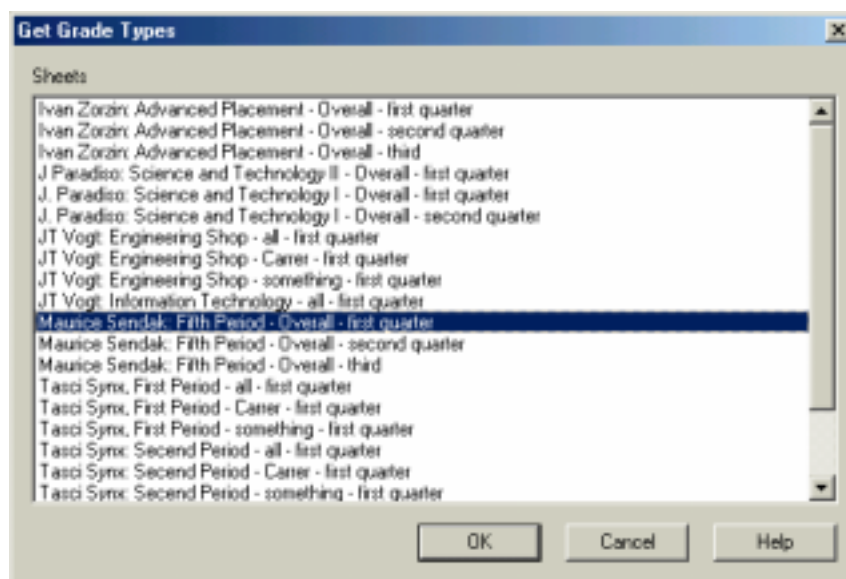 Get Grade Types
Sheets
Ivan Zorzin: Advanced Placement - Overall - first quarter
Ivan Zorzin: Advanced Placement - Overall - second quarter
Ivan Zorzin: Advanced Placement - Overall - third
J Paradiso: Science and Technology II - Overall - first quarter
J. Paradiso: Science and Technology I - Overall - first quarter
J. Paradiso: Science and Technology I - Overall - second quarter
JT Vogt: Engineering Shop - all - first quarter
JT Vogt: Engineering Shop - Carrer - first quarter
JT Vogt: Engineering Shop - something - first quarter
JT Vogt: Information Technology - all - first quarter
Maurice Sendak: Fifth Period - Overall - first quarter
Maurice Sendak: Fifth Period - Overall - second quarter
Maurice Sendak: Fifth Period - Overall - third
Tasci Synx, First Period - all - first quarter
Tasci Synx, First Period - Carrer - first quarter
Tasci Synx, First Period - something - first quarter
Tasci Synx: Secend Period - all - first quarter
Tasci Synx: Secend Period - Carrer - first quarter
Tasci Synx: Secend Period - something - first quarter
OK Cancel Help